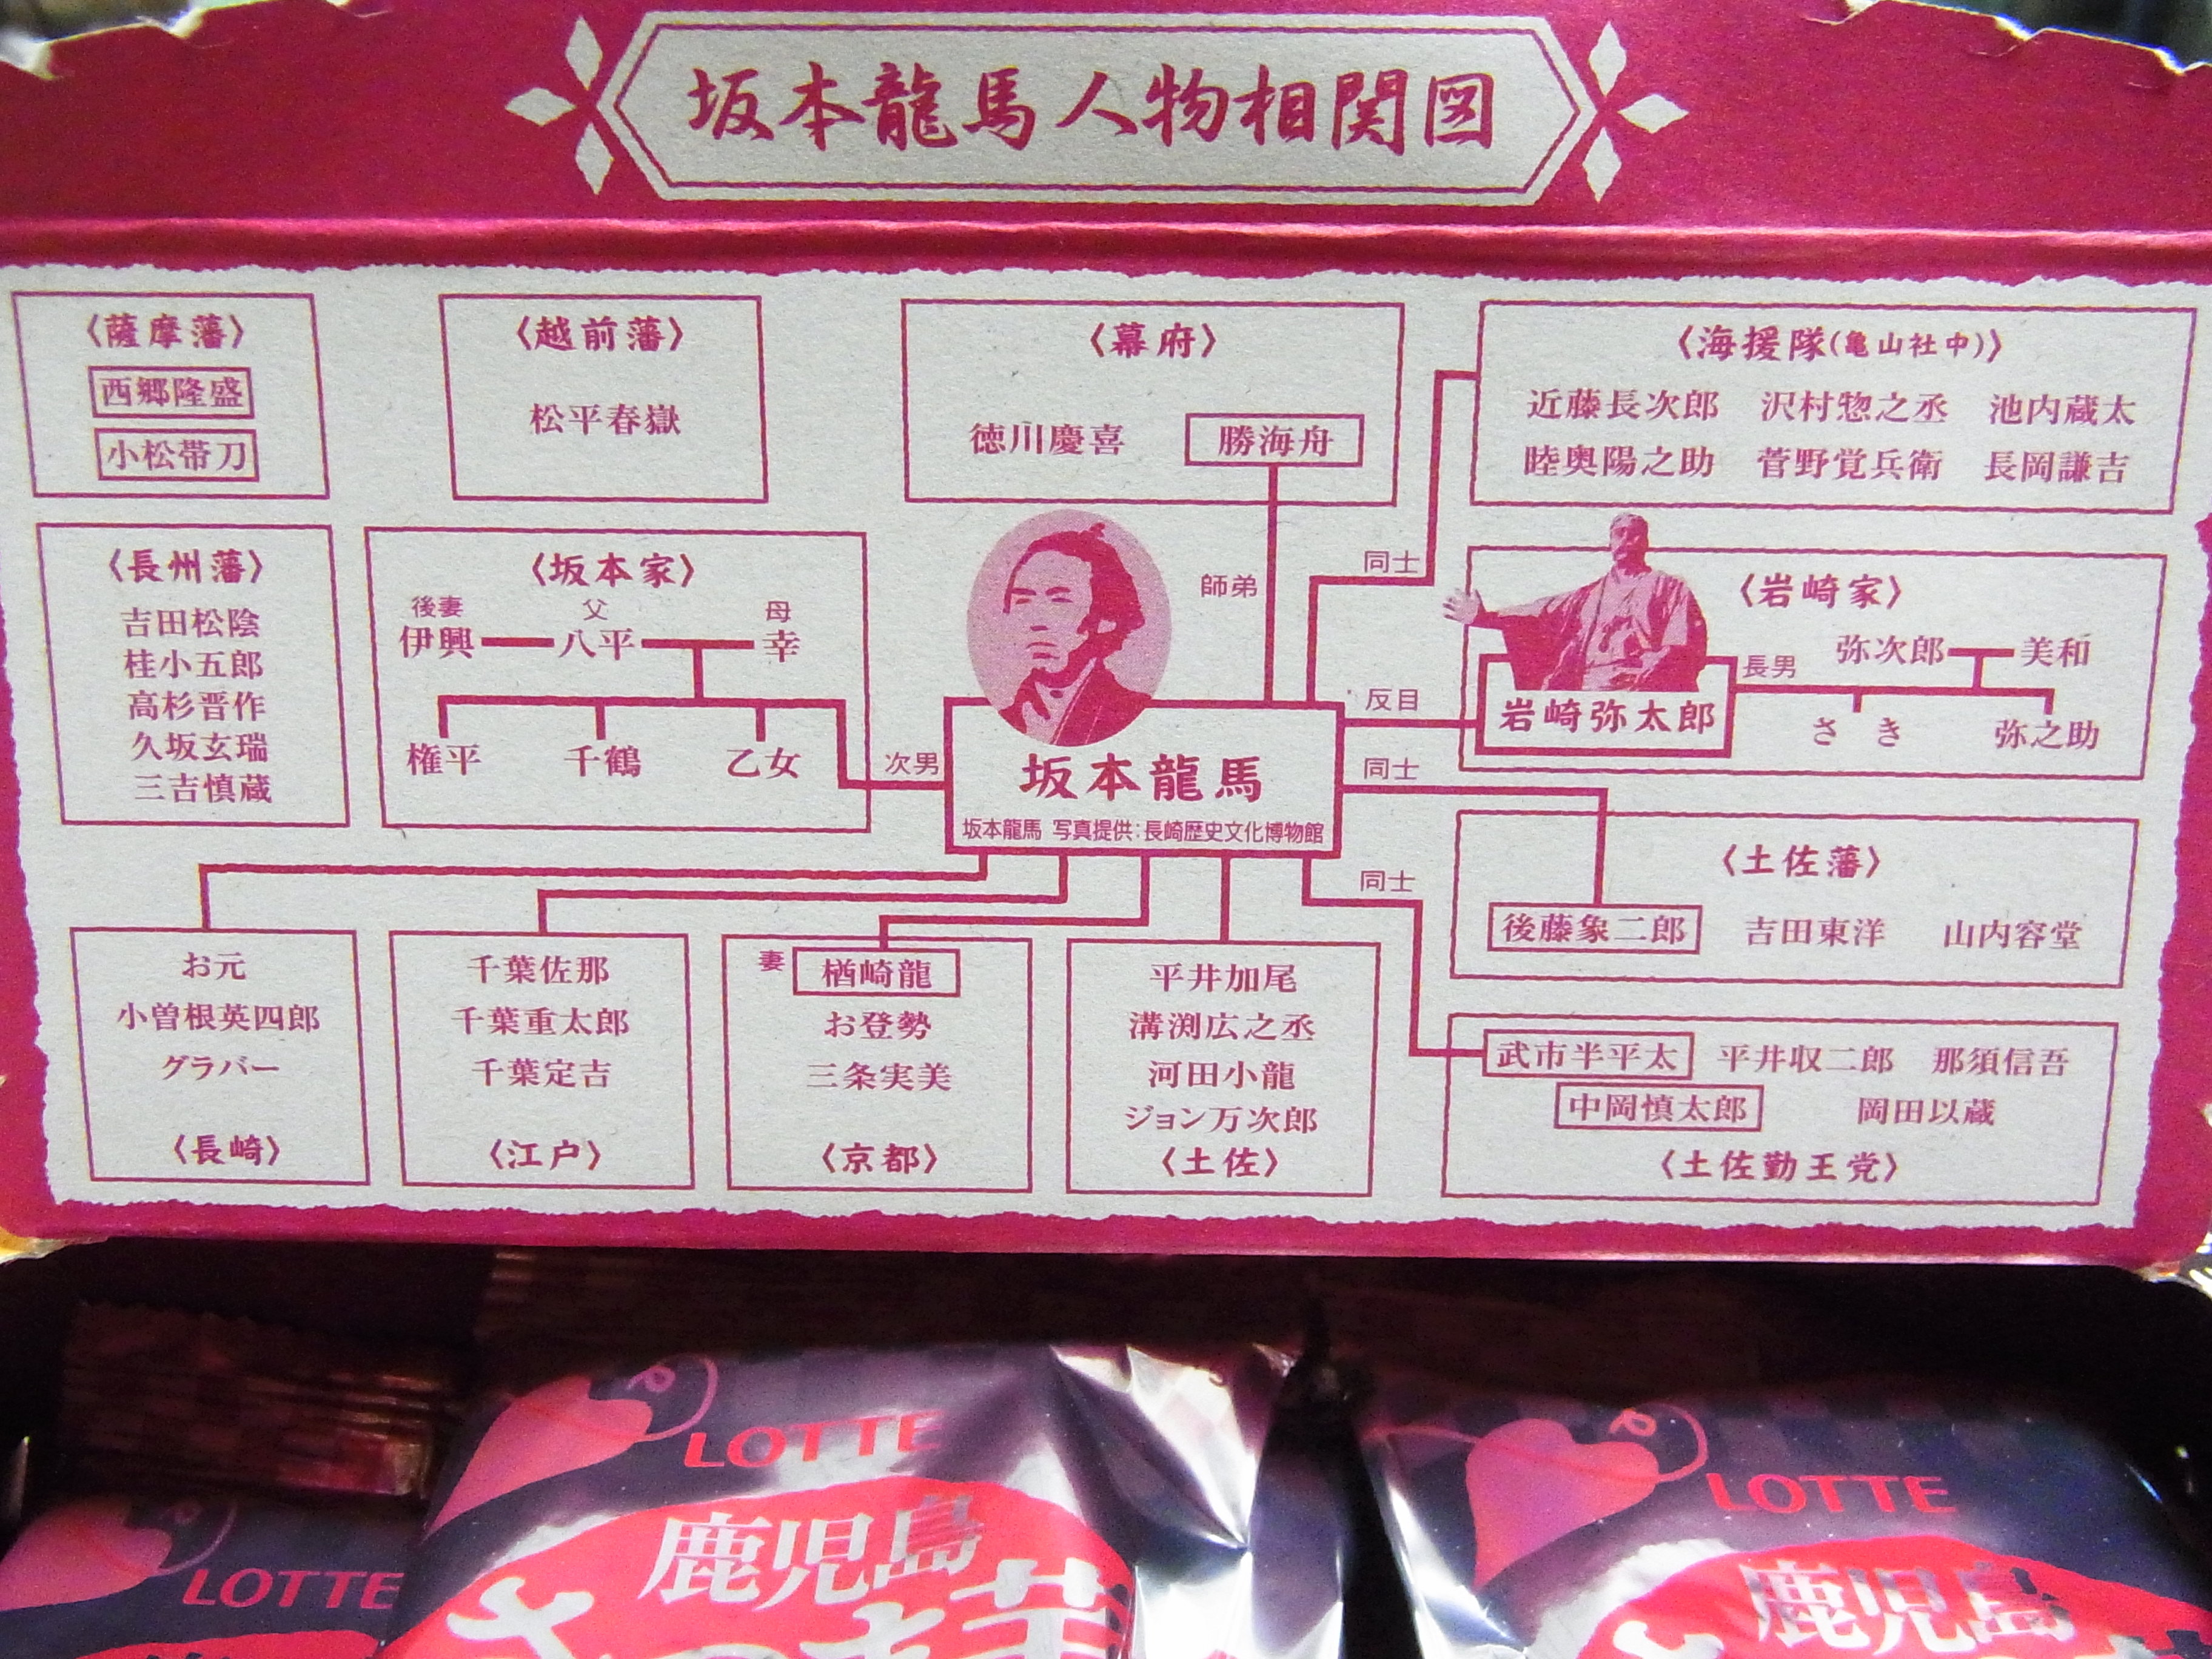 坂本龍馬人物相関図
〈薩摩藩〉
西郷隆盛
小松帯刀
〈越前藩〉
松平春嶽
〈幕府〉
徳川慶喜 勝海舟
〈海援隊(亀山社中)〉
近藤長次郎 沢村惣之丞 池内蔵太
陸奥陽之助 菅野覚兵衛 長岡謙吉
〈長州藩〉
吉田松陰
桂小五郎
高杉晋作
久坂玄瑞
三吉慎蔵
〈坂本家〉
後妻 父 母
伊興 八平 幸
権平 千鶴 乙女
次男
師弟
同士
反目
同士
同士
坂本龍馬
坂本龍馬 写真提供:長崎歴史文化博物館
〈岩崎家〉
長男
弥次郎 美和
岩崎弥太郎
さき 弥之助
〈土佐藩〉
後藤象二郎 吉田東洋 山内容堂
お元
小曽根英四郎
グラバー
〈長崎〉
千葉佐那
千葉重太郎
千葉定吉
〈江戸〉
妻 楢崎龍
お登勢
三条実美
〈京都〉
平井加尾
溝渕広之丞
河田小龍
ジョン万次郎
〈土佐〉
武市半平太 平井収二郎 那須信吾
中岡慎太郎 岡田以蔵
〈土佐勤王党〉
LOTTE
鹿児島
LOTTE
鹿児島
LOTTE